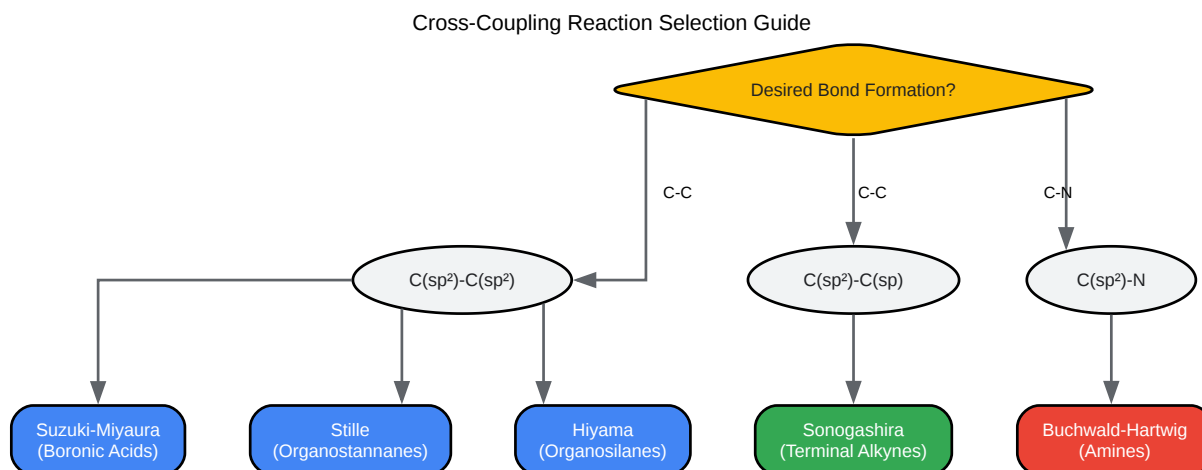 Cross-Coupling Reaction Selection Guide
Desired Bond Formation?
C-C
C-C
C-N
C(sp²)-C(sp²)
C(sp²)-C(sp)
C(sp²)-N
Suzuki-Miyaura
(Boronic Acids)
Stille
(Organostannanes)
Hiyama
(Organosilanes)
Sonogashira
(Terminal Alkynes)
Buchwald-Hartwig
(Amines)